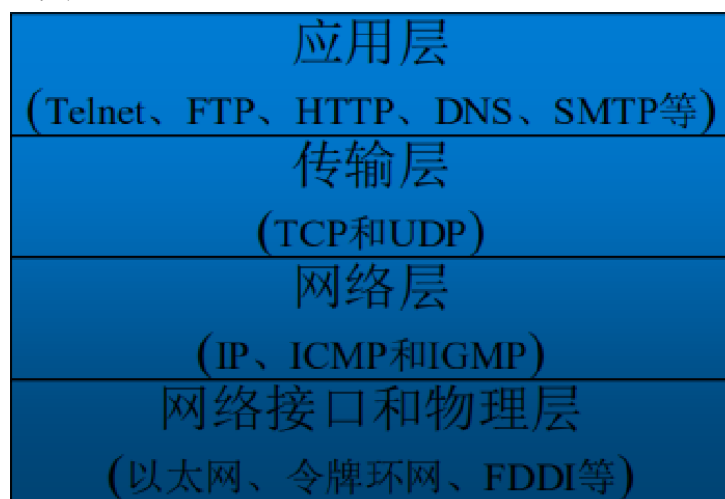 应用层
(Telnet、FTP、HTTP、DNS、SMTP等)
传输层
(TCP和UDP)
网络层
(IP、ICMP和IGMP)
网络接口和物理层
(以太网、令牌环网、FDDI等)